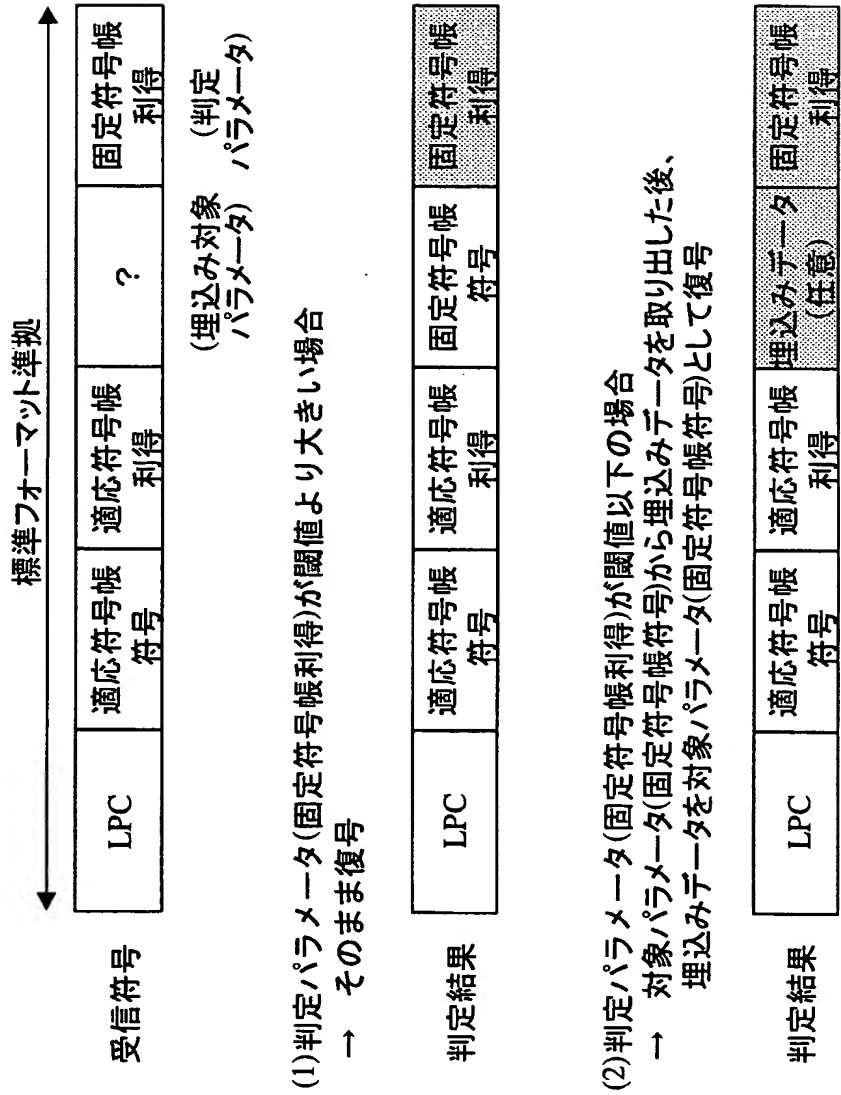 標準フォーマット準拠
受信符号
LPC
適応符号帳
符号
適応符号帳
利得
?
固定符号帳
利得
(埋込み対象
パラメータ)
(判定
パラメータ)
(1)判定パラメータ(固定符号帳利得)が閾値より大きい場合
→ そのまま復号
判定結果
LPC
適応符号帳
符号
適応符号帳
利得
固定符号帳
符号
固定符号帳
利得
(2)判定パラメータ(固定符号帳利得)が閾値以下の場合
→ 対象パラメータ(固定符号帳符号)から埋込みデータを取り出した後、
埋込みデータを対象パラメータ(固定符号帳符号)として復号
判定結果
LPC
適応符号帳
符号
適応符号帳
利得
埋込みデータ
(任意)
固定符号帳
利得